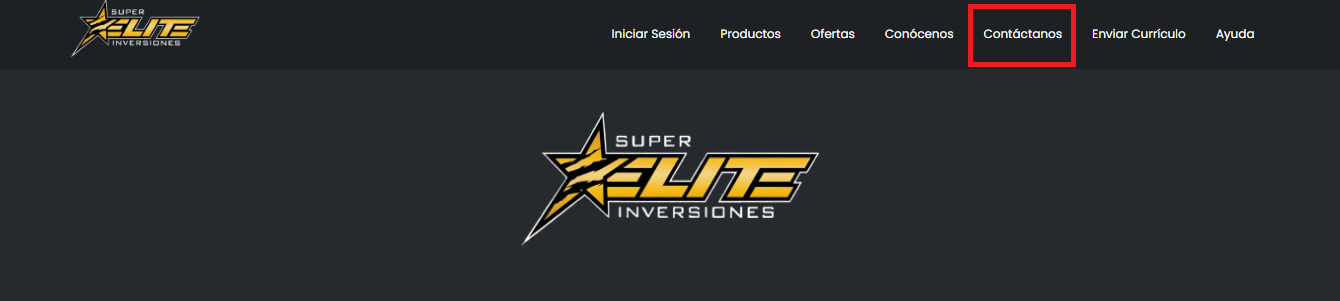 SUPER
ELITE
INVERSIONES
Iniciar Sesión Productos Ofertas Conócenos Contáctanos Enviar Currículo Ayuda
SUPER
ELITE
INVERSIONES